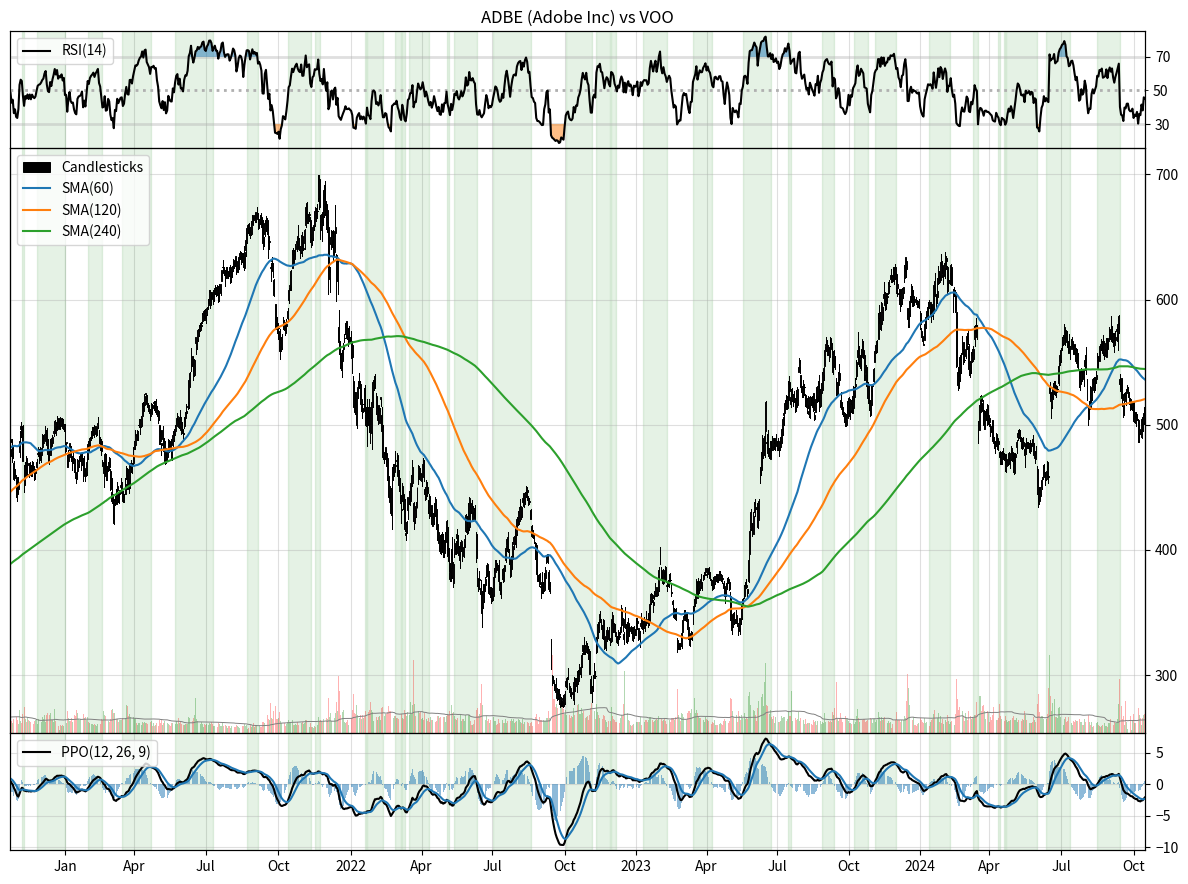 ADBE (Adobe Inc) vs VOO
RSI(14)
70
50
30
Candlesticks
SMA(60)
SMA(120)
SMA(240)
700
600
500
400
300
PPO(12, 26, 9)
5
0
−5
−10
Jan Apr Jul Oct 2022 Apr Jul Oct 2023 Apr Jul Oct 2024 Apr Jul Oct